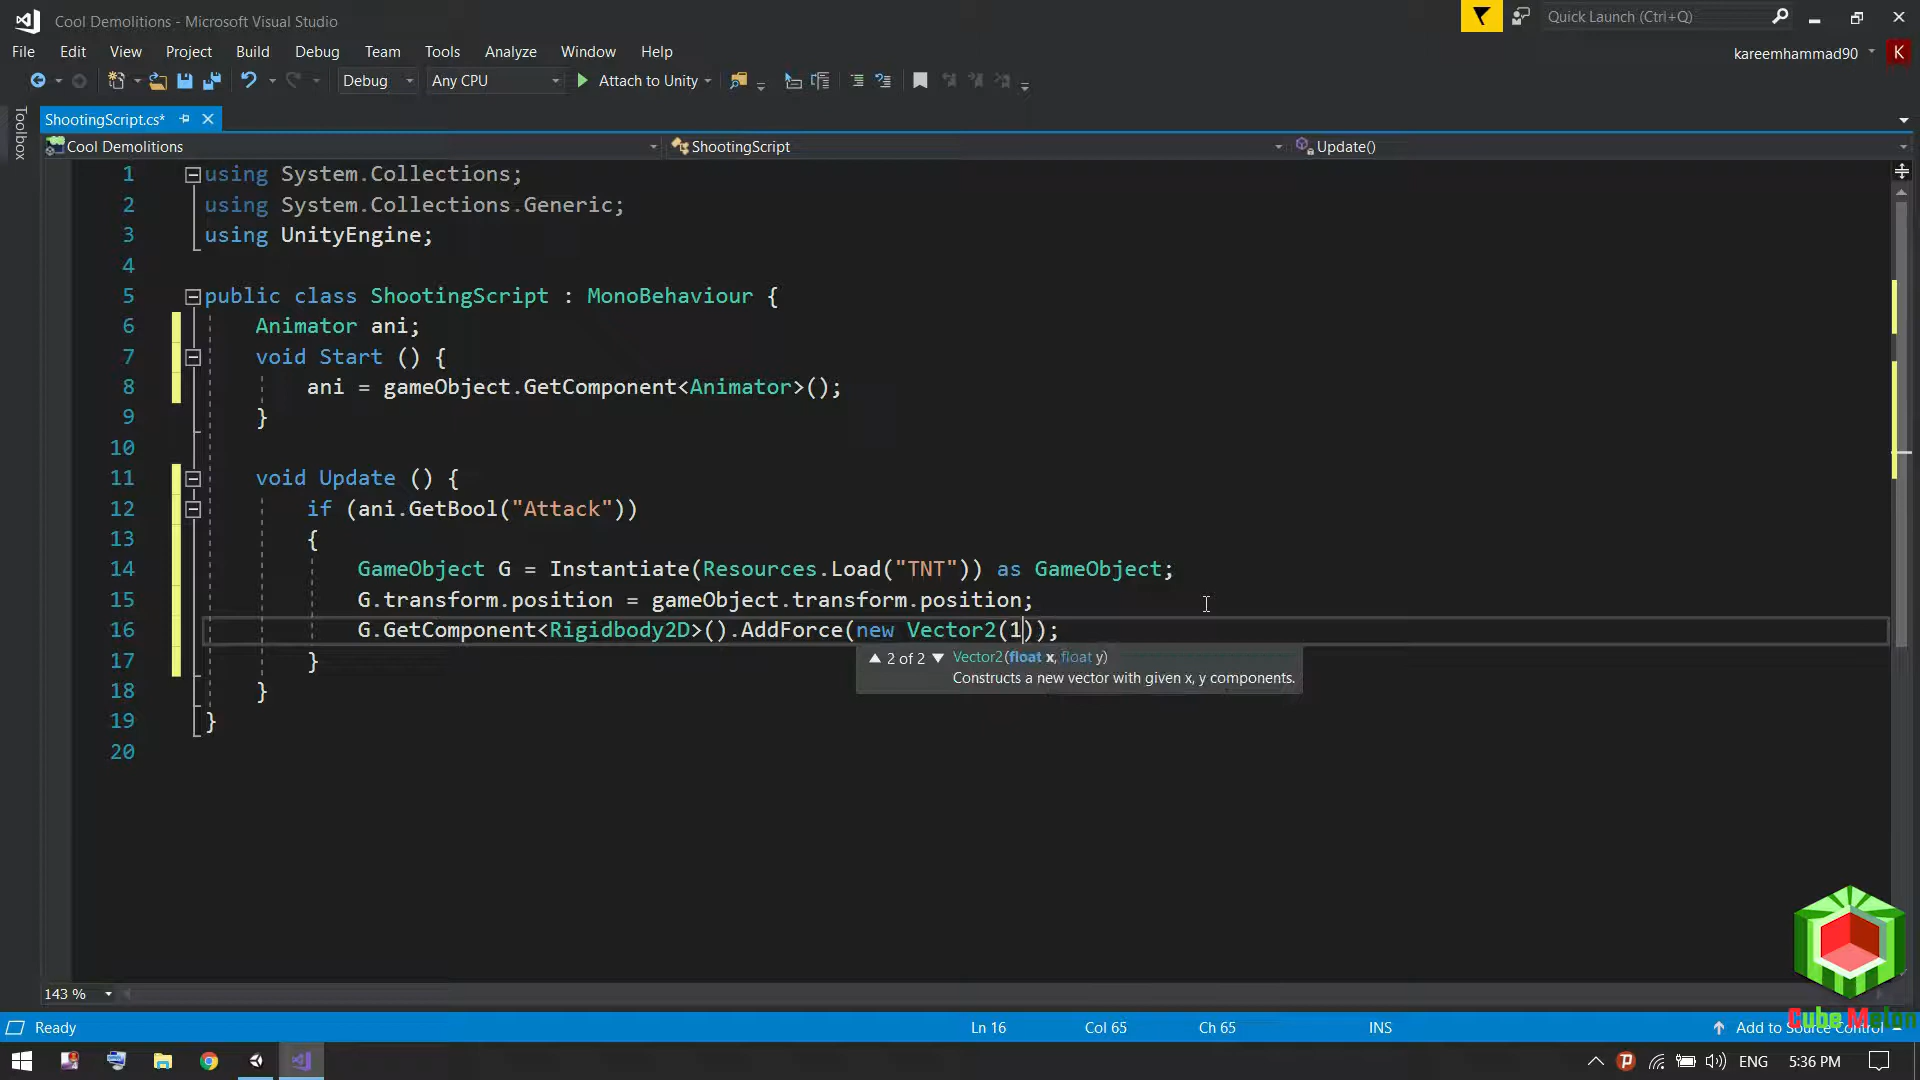 Cool Demolitions - Microsoft Visual Studio
Quick Launch (Ctrl+Q)
File Edit View Project Build Debug Team Tools Analyze Window Help
kareemhammad90 K
Debug Any CPU Attach to Unity
Toolbox
ShootingScript.cs*
Cool Demolitions ShootingScript Update()
1 using System.Collections;
2 using System.Collections.Generic;
3 using UnityEngine;
4
5 public class ShootingScript : MonoBehaviour {
6 Animator ani;
7 void Start () {
8 ani = gameObject.GetComponent<Animator>();
9 }
10
11 void Update () {
12 if (ani.GetBool("Attack"))
13 {
14 GameObject G = Instantiate(Resources.Load("TNT")) as GameObject;
15 G.transform.position = gameObject.transform.position;
16 G.GetComponent<Rigidbody2D>().AddForce(new Vector2(1));
▲ 2 of 2 ▼ Vector2(float x, float y)
Constructs a new vector with given x, y components.
17 }
18 }
19 }
20
143 %
Cube Melon
Ready Ln 16 Col 65 Ch 65 INS Add to Source Control
ENG 5:36 PM